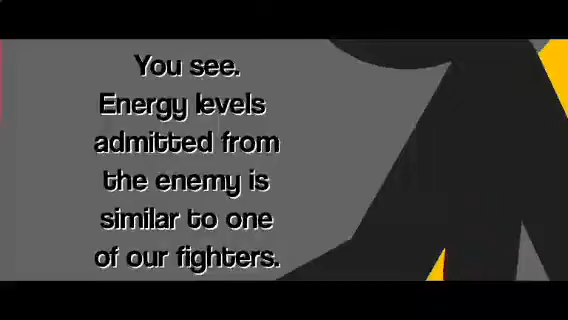 You see.
Energy levels
admitted from
the enemy is
similar to one
of our fighters.